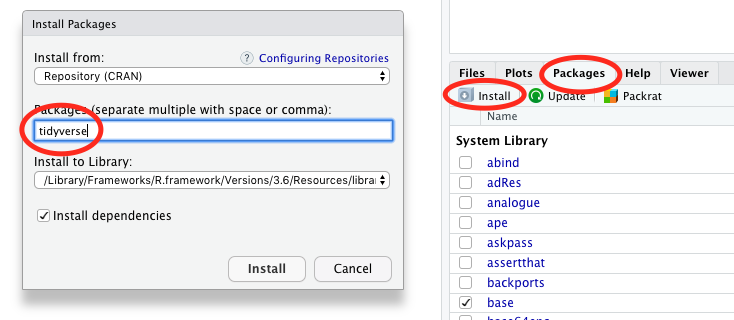 Install Packages
Install from:
? Configuring Repositories
Repository (CRAN)
Packages (separate multiple with space or comma):
tidyverse
Install to Library:
/Library/Frameworks/R.framework/Versions/3.6/Resources/librar
Install dependencies
Install
Cancel
Files Plots Packages Help Viewer
Install Update Packrat
Name
System Library
abind
adRes
analogue
ape
askpass
assertthat
backports
base